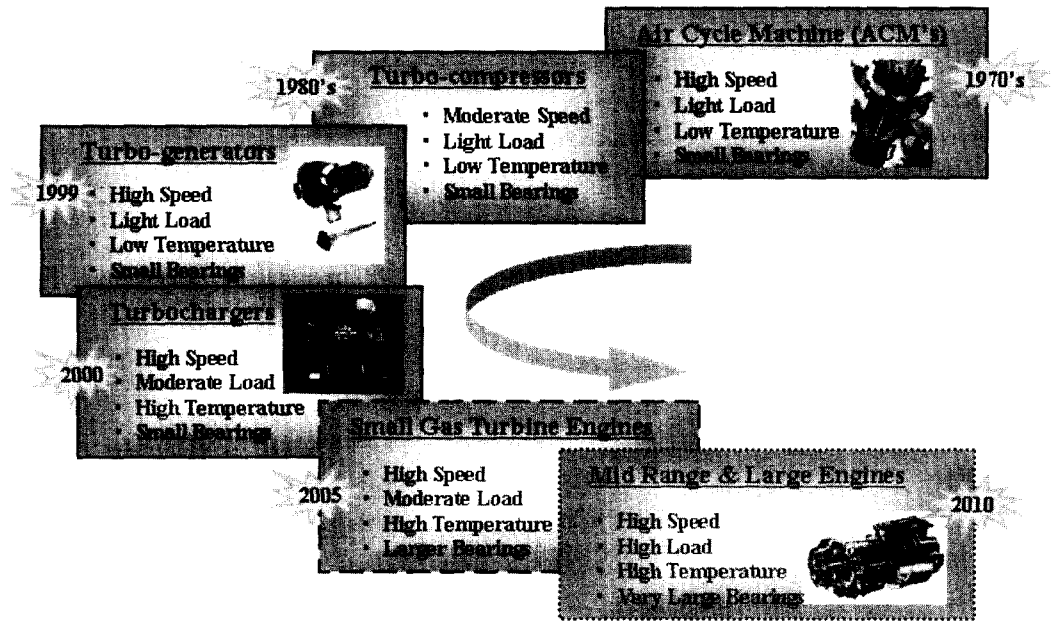 Air Cycle Machine (ACM's)
1970's
• High Speed
• Light Load
• Low Temperature
• Small Bearings
Turbo-compressors
1980's
• Moderate Speed
• Light Load
• Low Temperature
• Small Bearings
Turbo-generators
1999
• High Speed
• Light Load
• Low Temperature
• Small Bearings
Turbochargers
2000
• High Speed
• Moderate Load
• High Temperature
• Small Bearings
Small Gas Turbine Engines
2005
• High Speed
• Moderate Load
• High Temperature
• Larger Bearings
Mid Range & Large Engines
2010
• High Speed
• High Load
• High Temperature
• Very Large Bearings